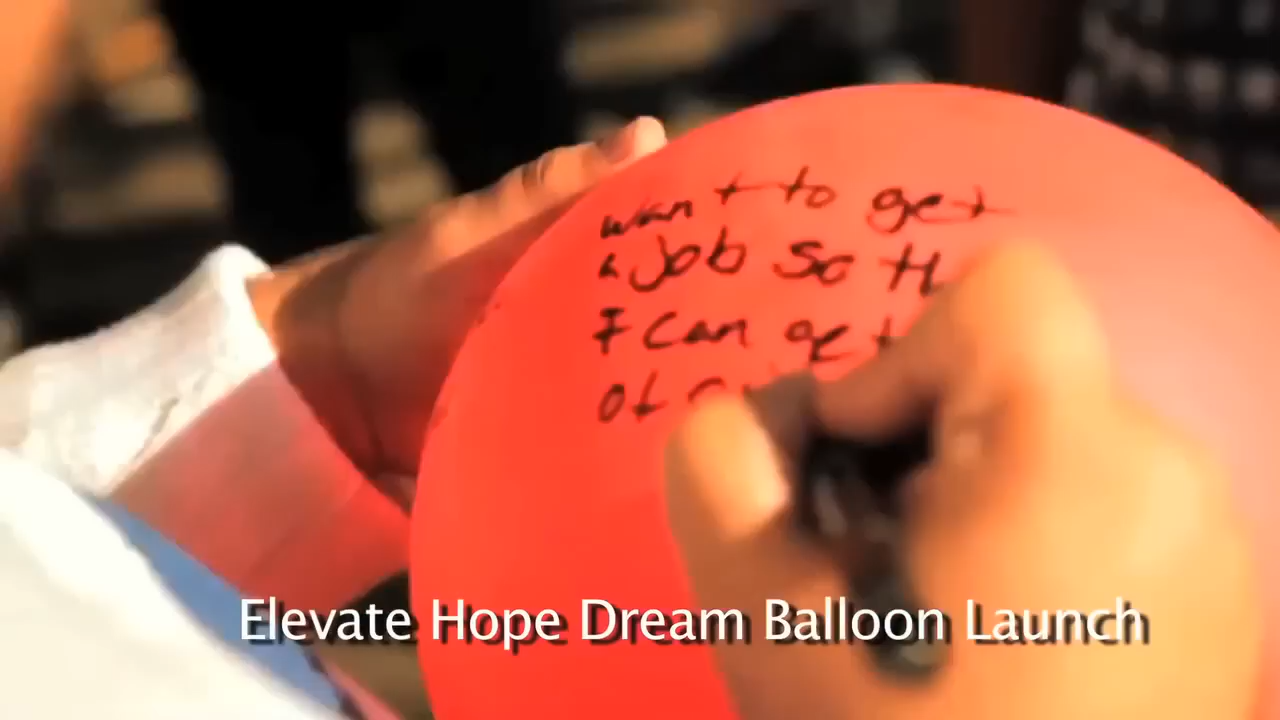 want to get
a job so th
I can get
of
Elevate Hope Dream Balloon Launch